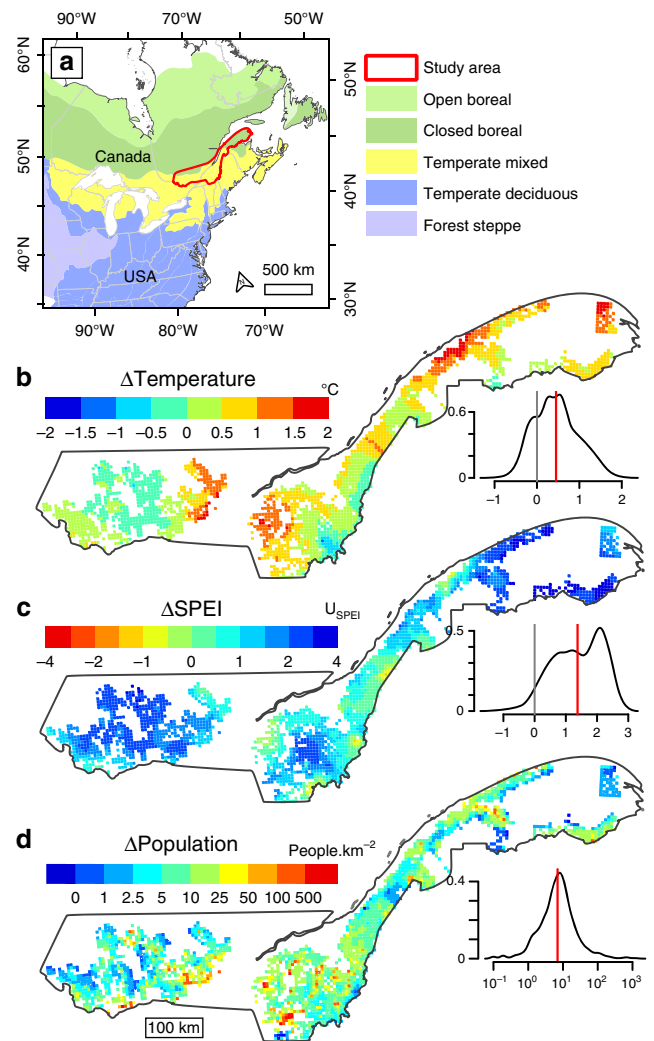 90°W 80°W 70°W 60°W 50°W
60°N
a
50°N
40°N
Canada
USA
500 km
N
50°N
40°N
30°N
90°W 80°W 70°W
Study area
Open boreal
Closed boreal
Temperate mixed
Temperate deciduous
Forest steppe
b
ΔTemperature
°C
−2 −1.5 −1 −0.5 0 0.5 1 1.5 2
0.6
0
−1 0 1 2
c
ΔSPEI
U_SPEI
−4 −2 −1 0 1 2 4
0.5
0
−1 0 1 2 3
d
ΔPopulation
People.km⁻²
0 1 2.5 5 10 25 50 100 500
100 km
0.4
0
10⁻¹ 10⁰ 10¹ 10² 10³